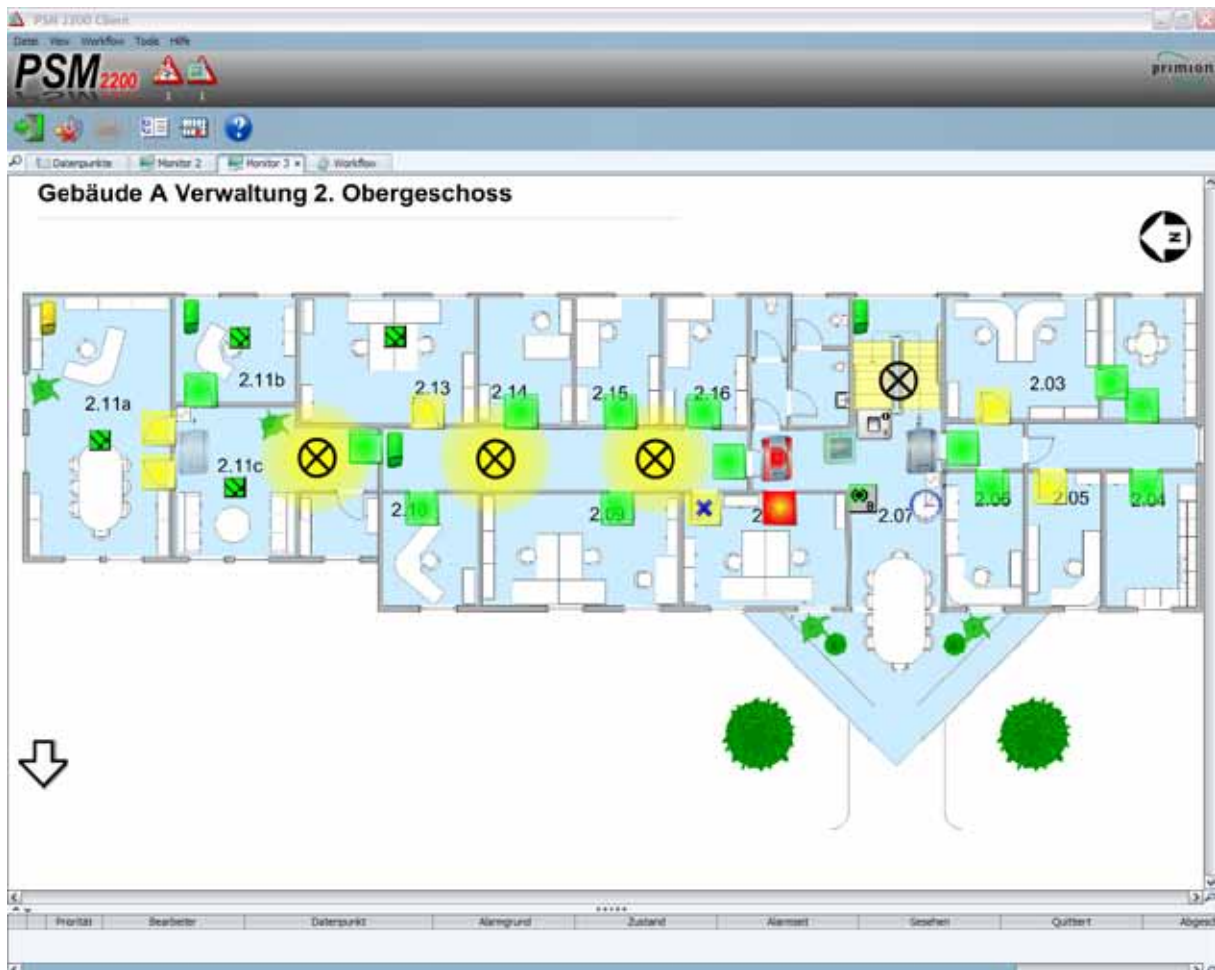 PSM 2200 Client
Datei View Workflow Tools Hilfe
PSM 2200
primion
1 1
Datenpunkte Monitor 2 Monitor 3 x Workflow
Gebäude A Verwaltung 2. Obergeschoss
N
2.11a
2.11b
2.11c
2.13
2.14
2.15
2.16
2.03
2.10
2.09
2.07
2.06
2.05
2.04
Priorität Bearbeiter Datenpunkt Alarmgrund Zustand Alarmzeit Gesehen Quittiert Abgesch